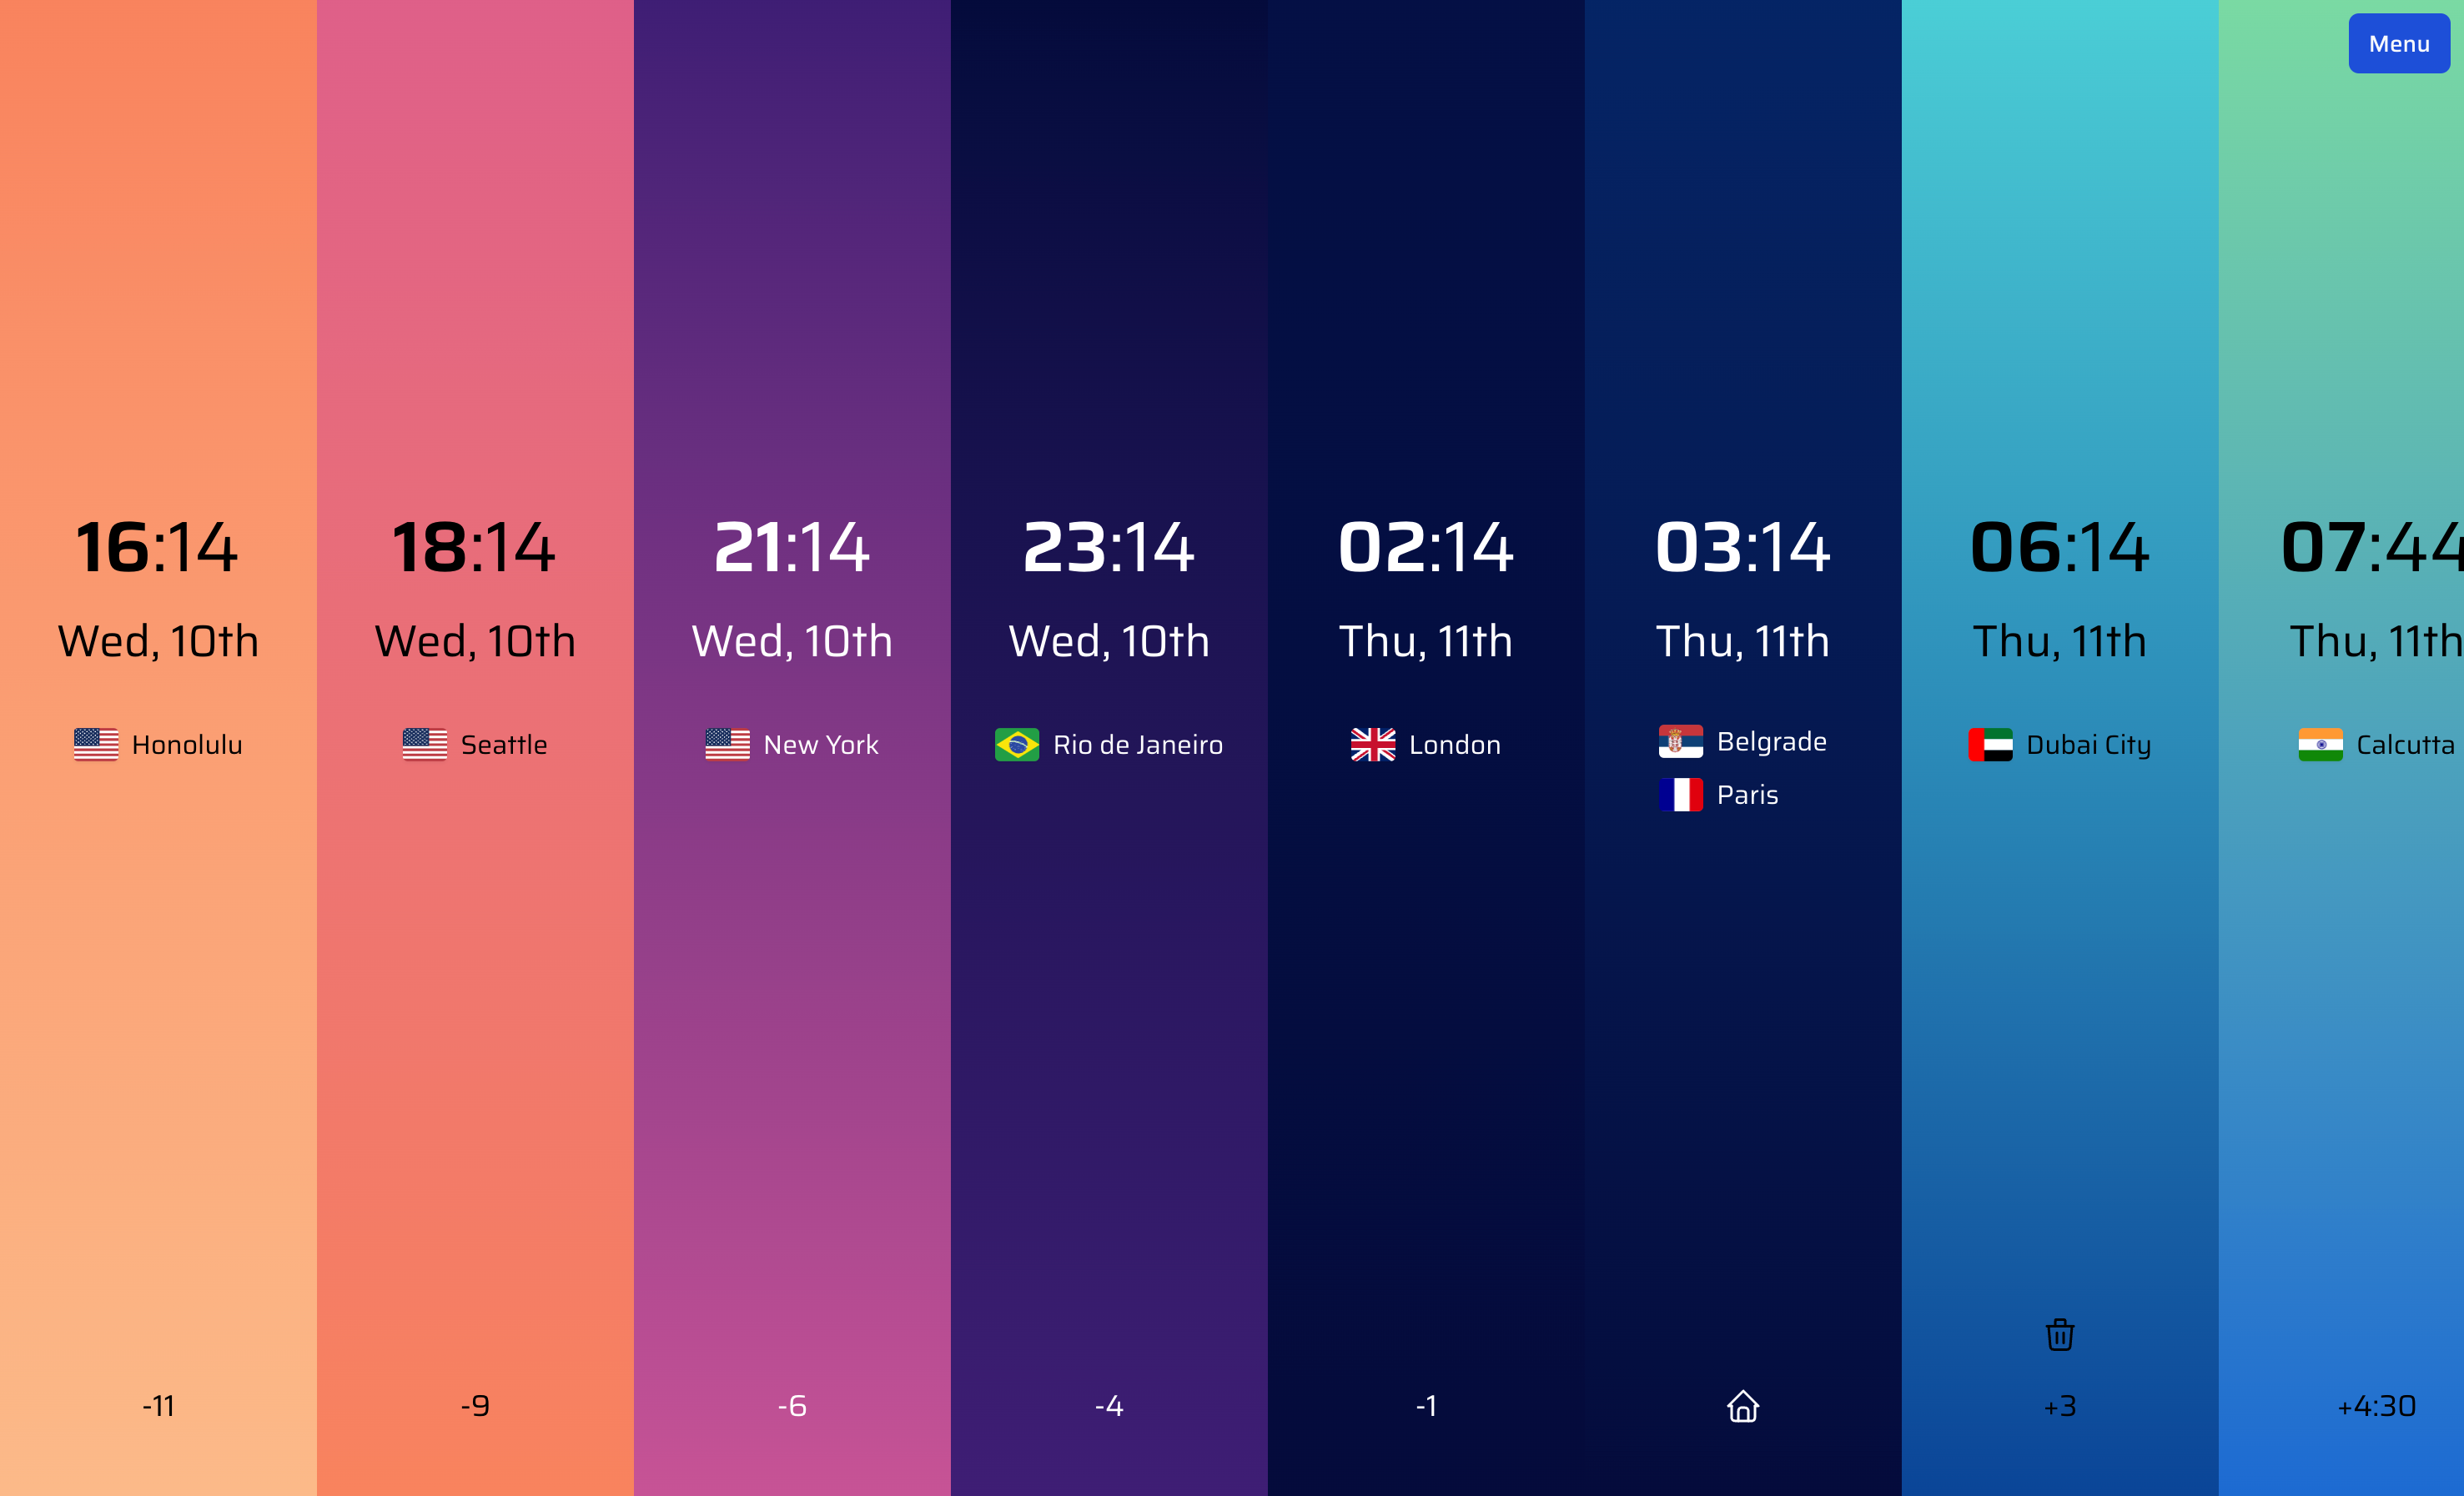 Menu
16:14
Wed, 10th
Honolulu
-11
18:14
Wed, 10th
Seattle
-9
21:14
Wed, 10th
New York
-6
23:14
Wed, 10th
Rio de Janeiro
-4
02:14
Thu, 11th
London
-1
03:14
Thu, 11th
Belgrade
Paris
06:14
Thu, 11th
Dubai City
+3
07:44
Thu, 11th
Calcutta
+4:30